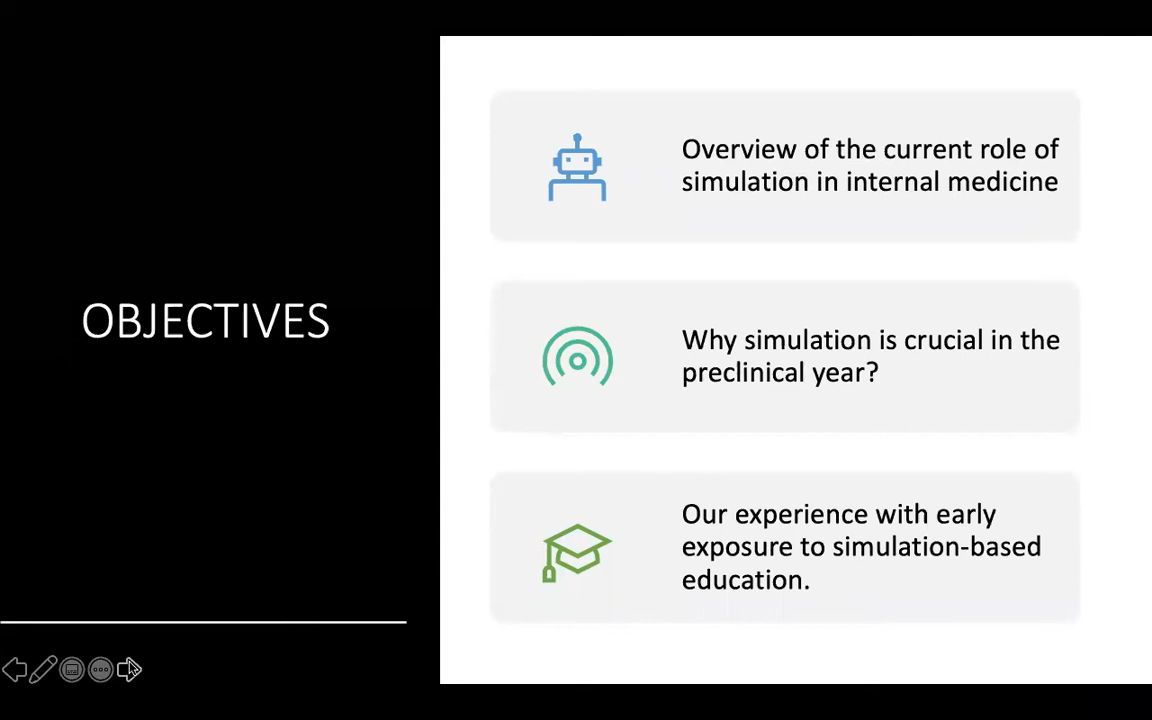 OBJECTIVES
Overview of the current role of
simulation in internal medicine
Why simulation is crucial in the
preclinical year?
Our experience with early
exposure to simulation-based
education.